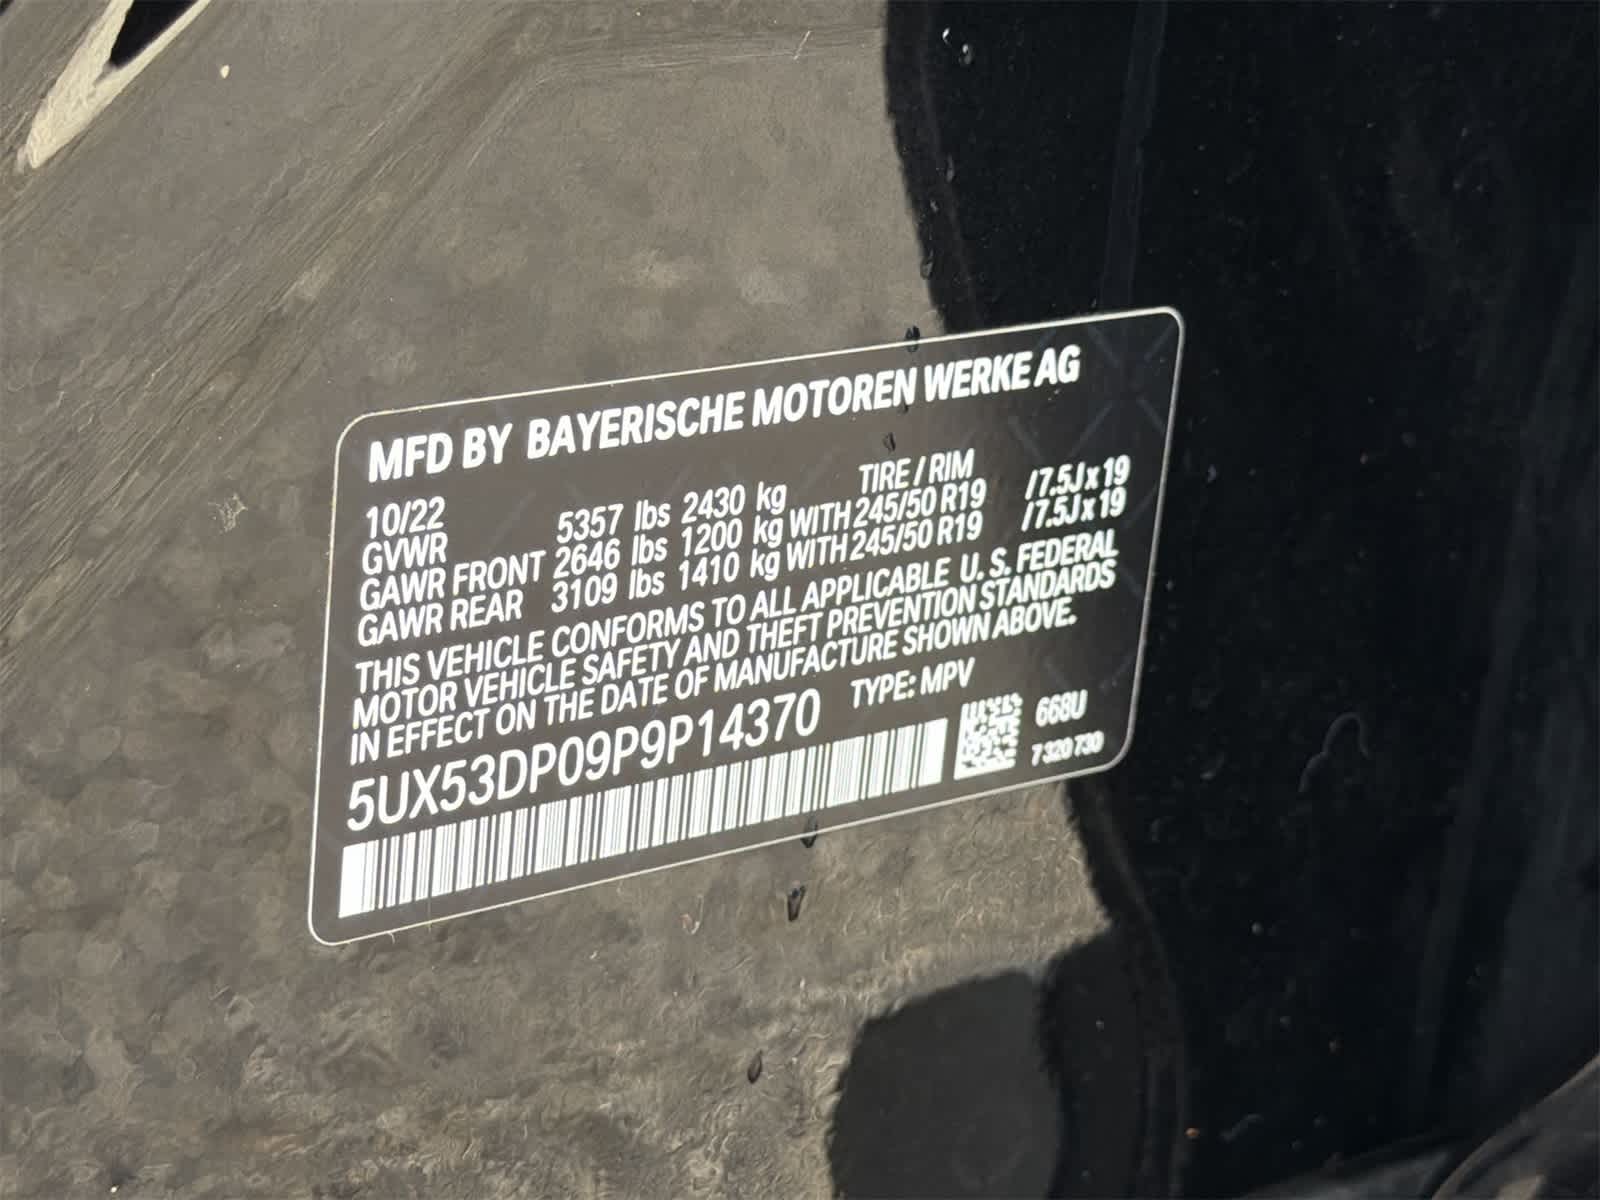 MFD BY BAYERISCHE MOTOREN WERKE AG
10/22 TIRE / RIM
GVWR 5357 lbs 2430 kg
GAWR FRONT 2646 lbs 1200 kg WITH 245/50 R19 /7.5J x 19
GAWR REAR 3109 lbs 1410 kg WITH 245/50 R19 /7.5J x 19
THIS VEHICLE CONFORMS TO ALL APPLICABLE U. S. FEDERAL
MOTOR VEHICLE SAFETY AND THEFT PREVENTION STANDARDS
IN EFFECT ON THE DATE OF MANUFACTURE SHOWN ABOVE.
5UX53DP09P9P14370 TYPE: MPV
668U
7 320 730